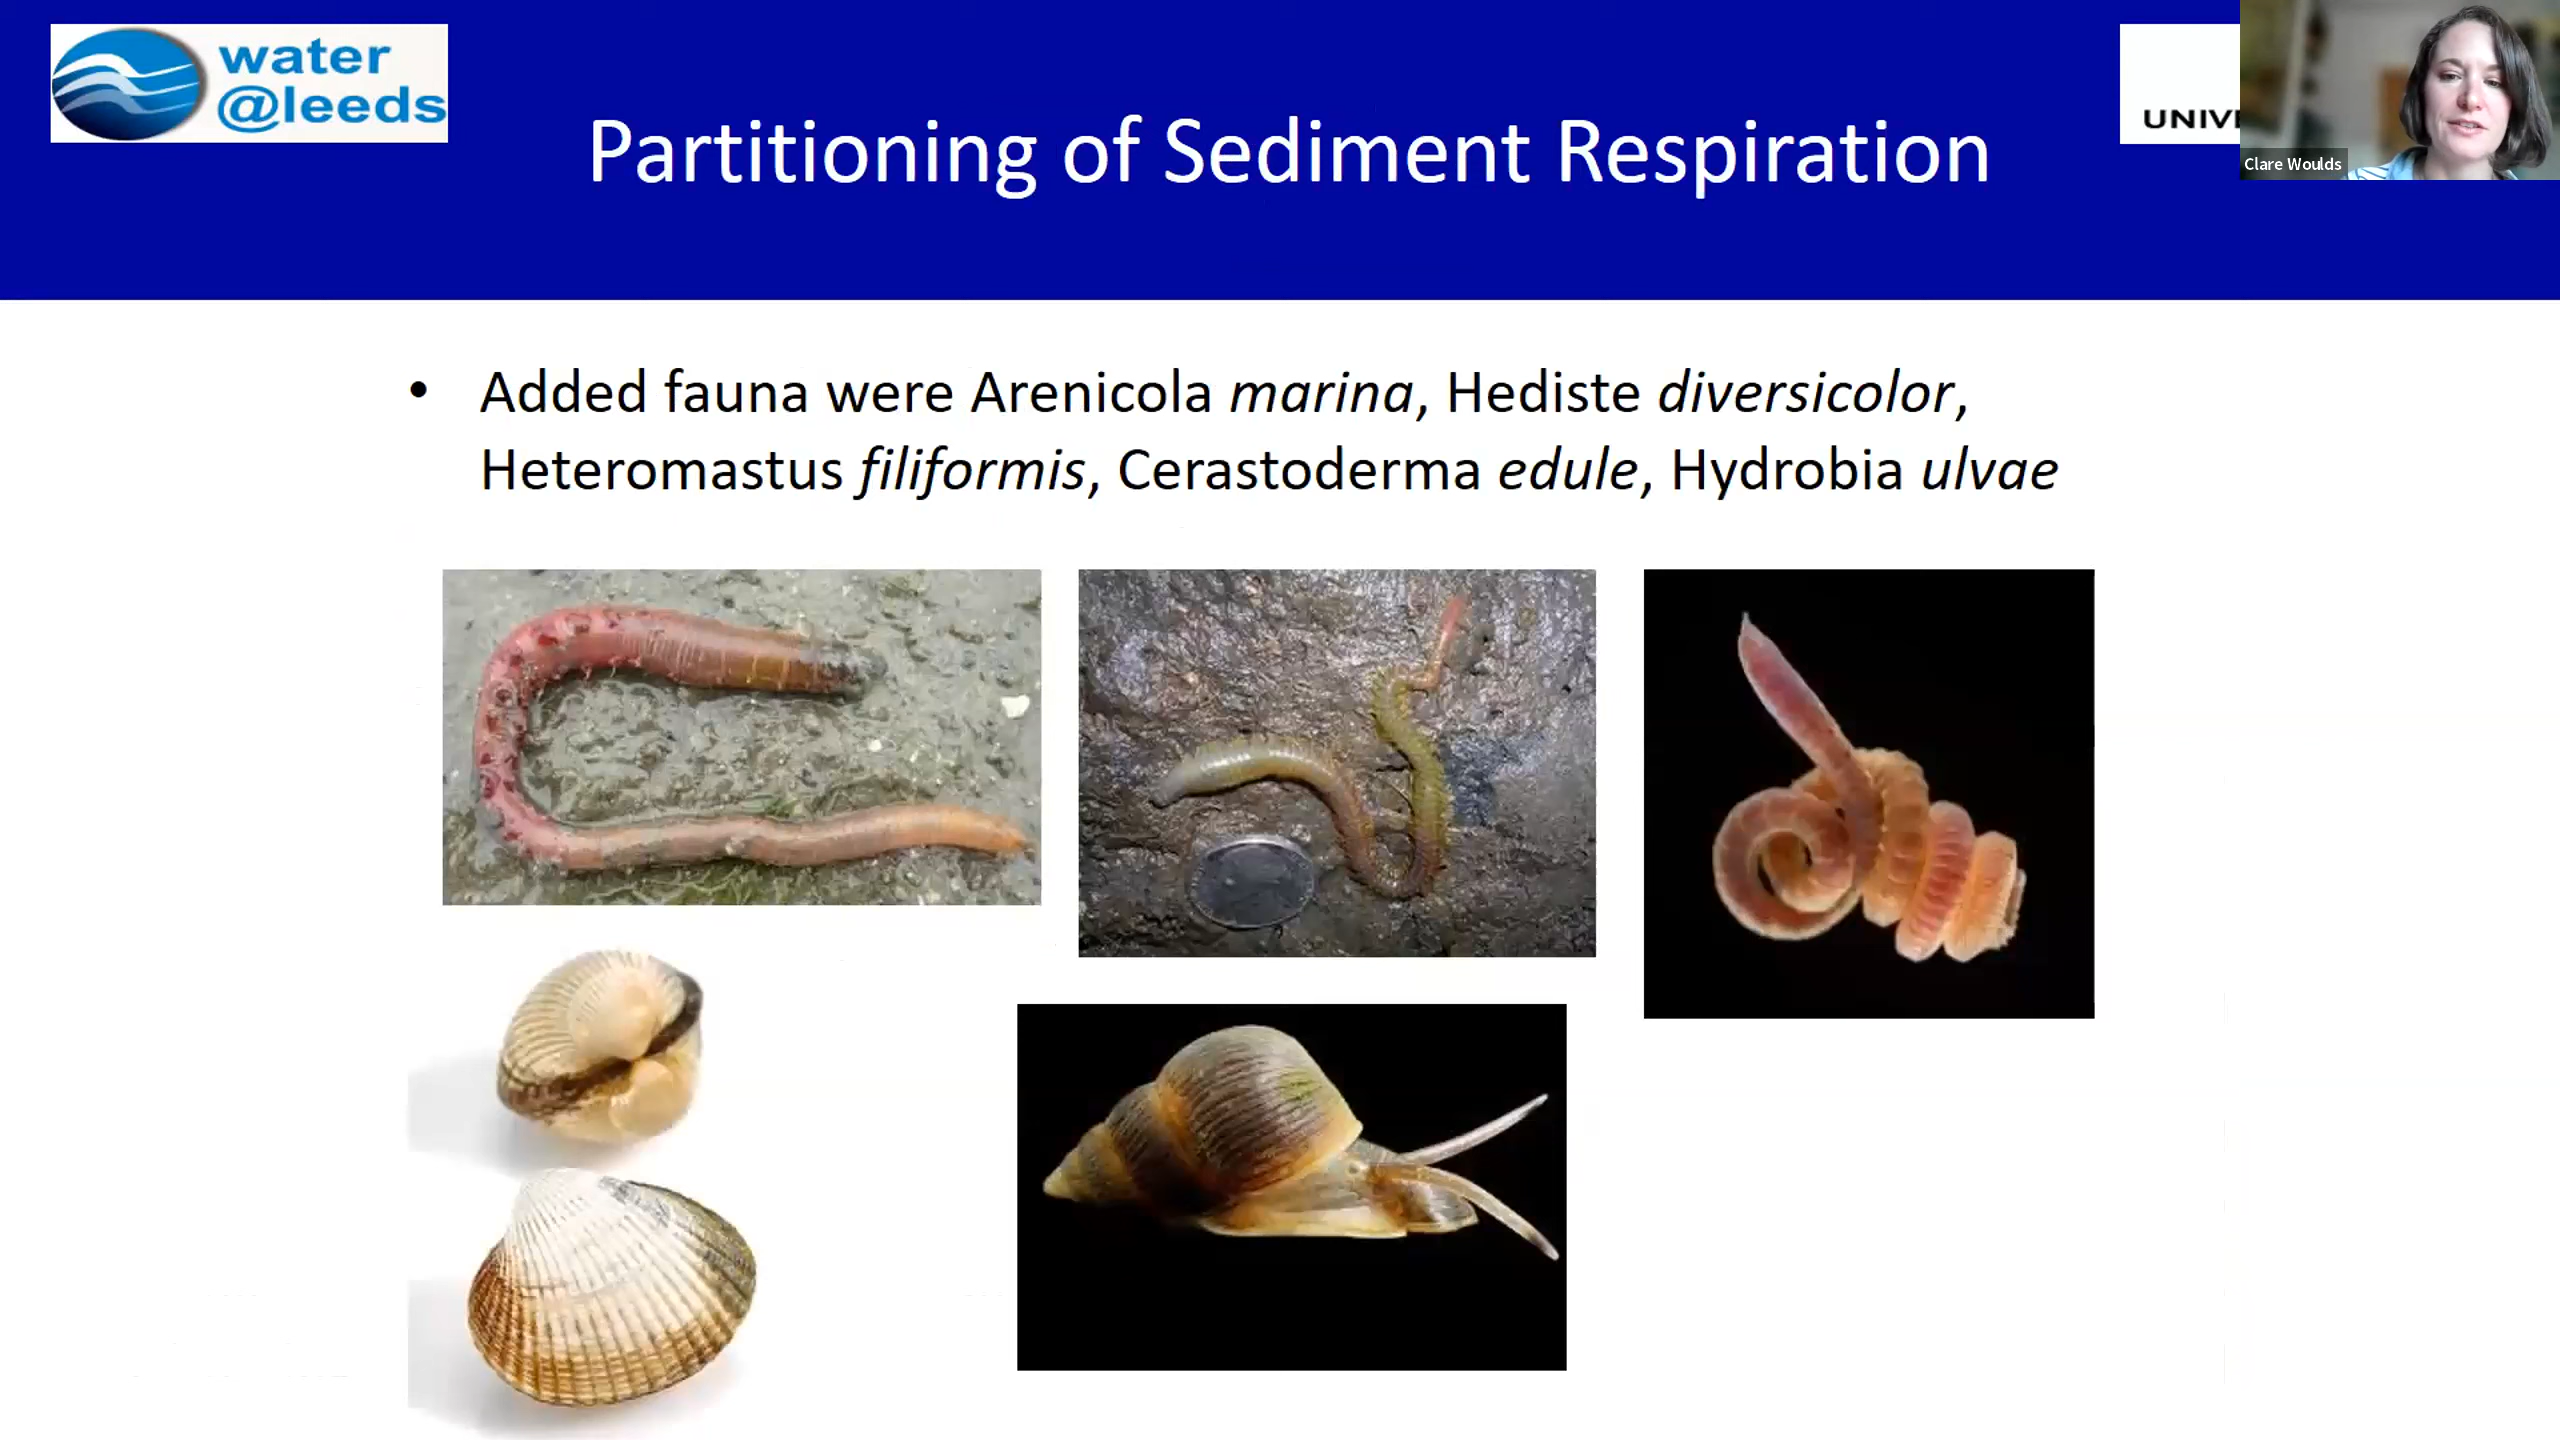 water
@leeds
Partitioning of Sediment Respiration
UNIV
Clare Woulds
• Added fauna were Arenicola marina, Hediste diversicolor,
Heteromastus filiformis, Cerastoderma edule, Hydrobia ulvae